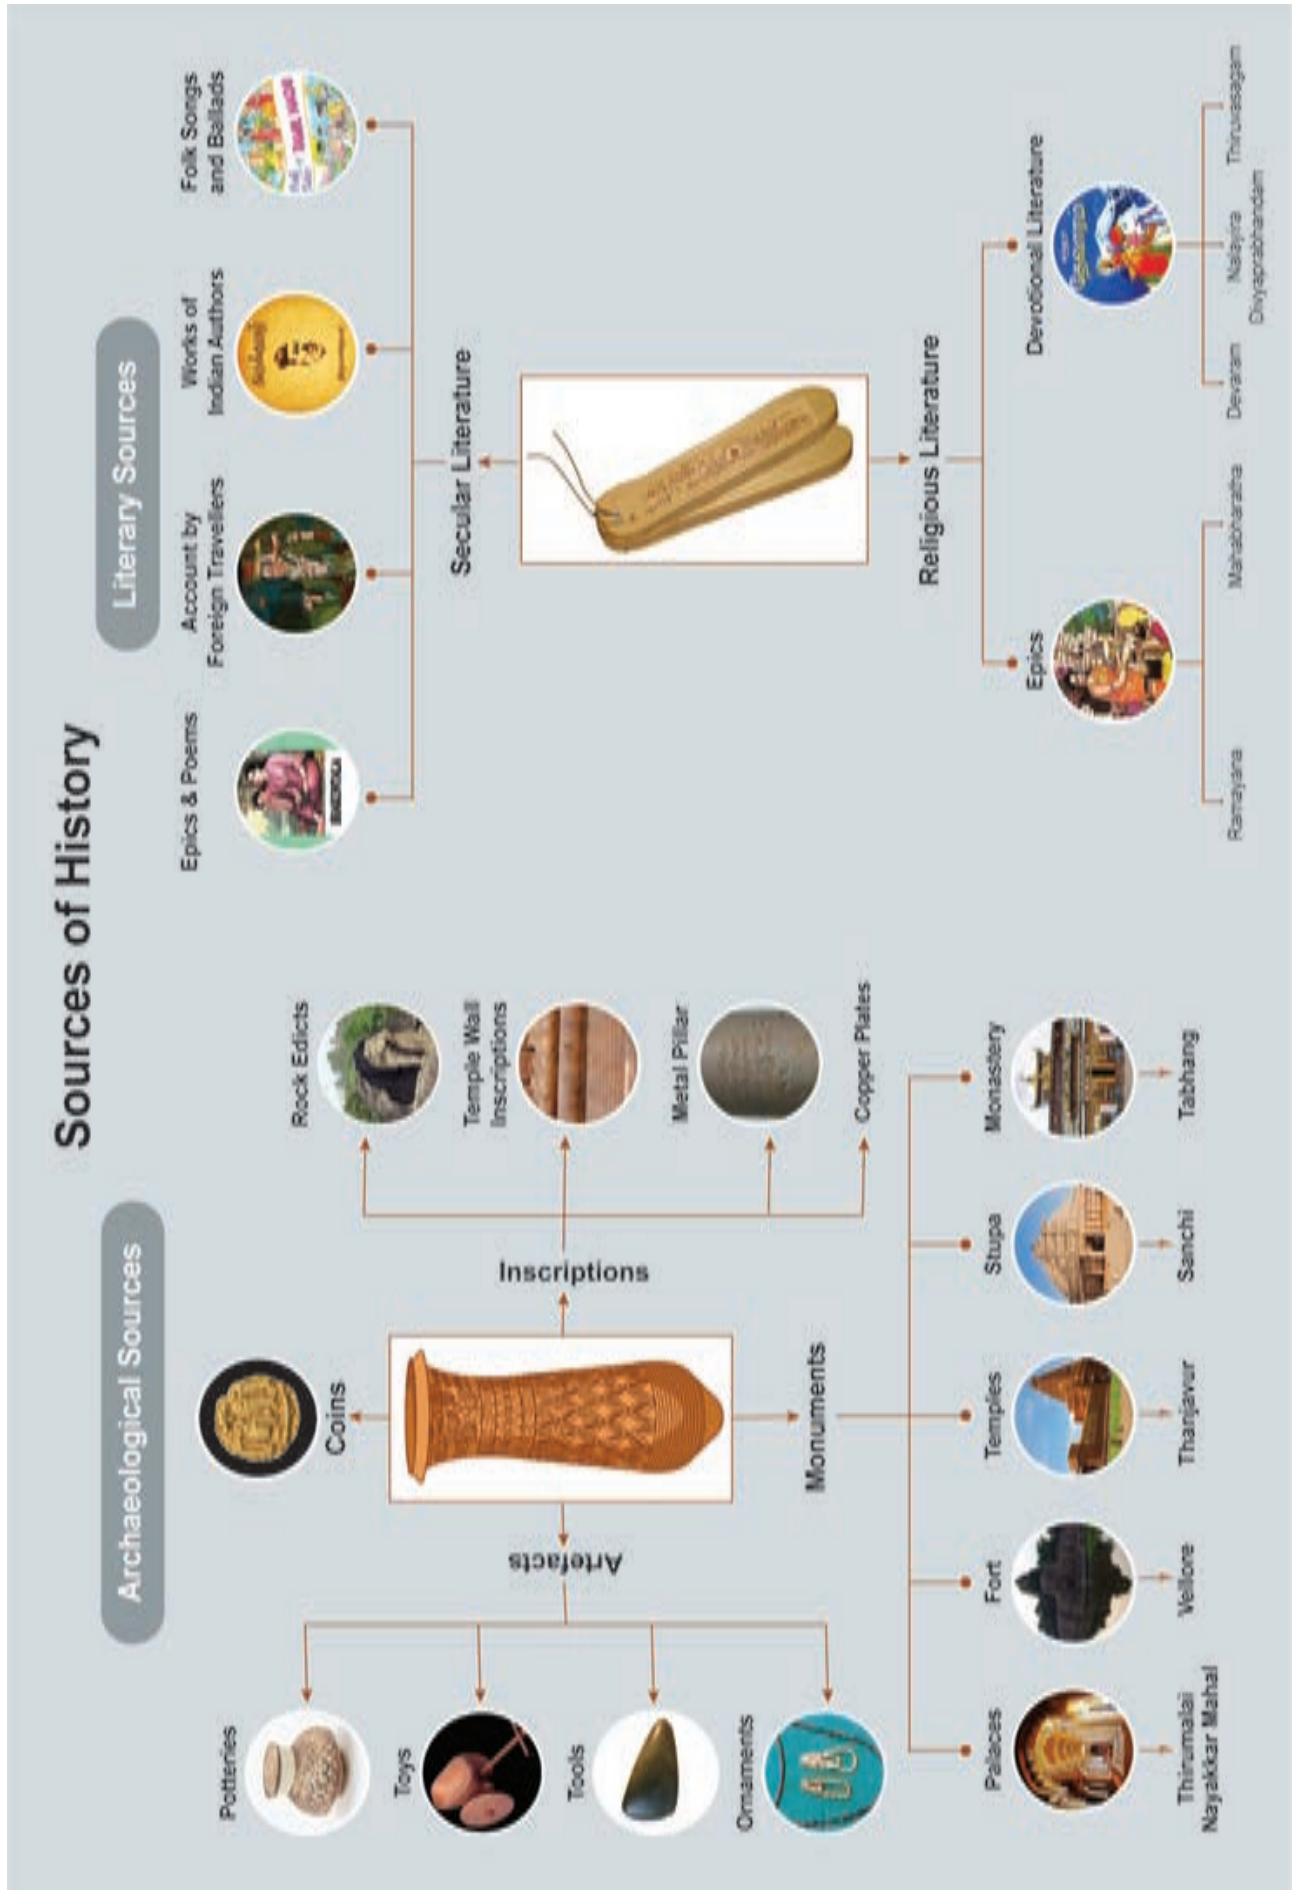 Sources of History
Archaeological Sources
Coins
Artefacts
Potteries
Toys
Tools
Ornaments
Inscriptions
Rock Edicts
Temple Wall
Inscriptions
Metal Pillar
Copper Plates
Monuments
Palaces
Thirumalai
Nayakkar Mahal
Fort
Vellore
Temples
Thanjavur
Stupa
Sanchi
Monastery
Tabhang
Literary Sources
Epics & Poems
Account by
Foreign Travellers
Works of
Indian Authors
Folk Songs
and Ballads
Secular Literature
Religious Literature
Epics
Ramayana
Mahabharatha
Devotional Literature
Devaram
Nalayira
Divyaprabhandam
Thiruvasagam